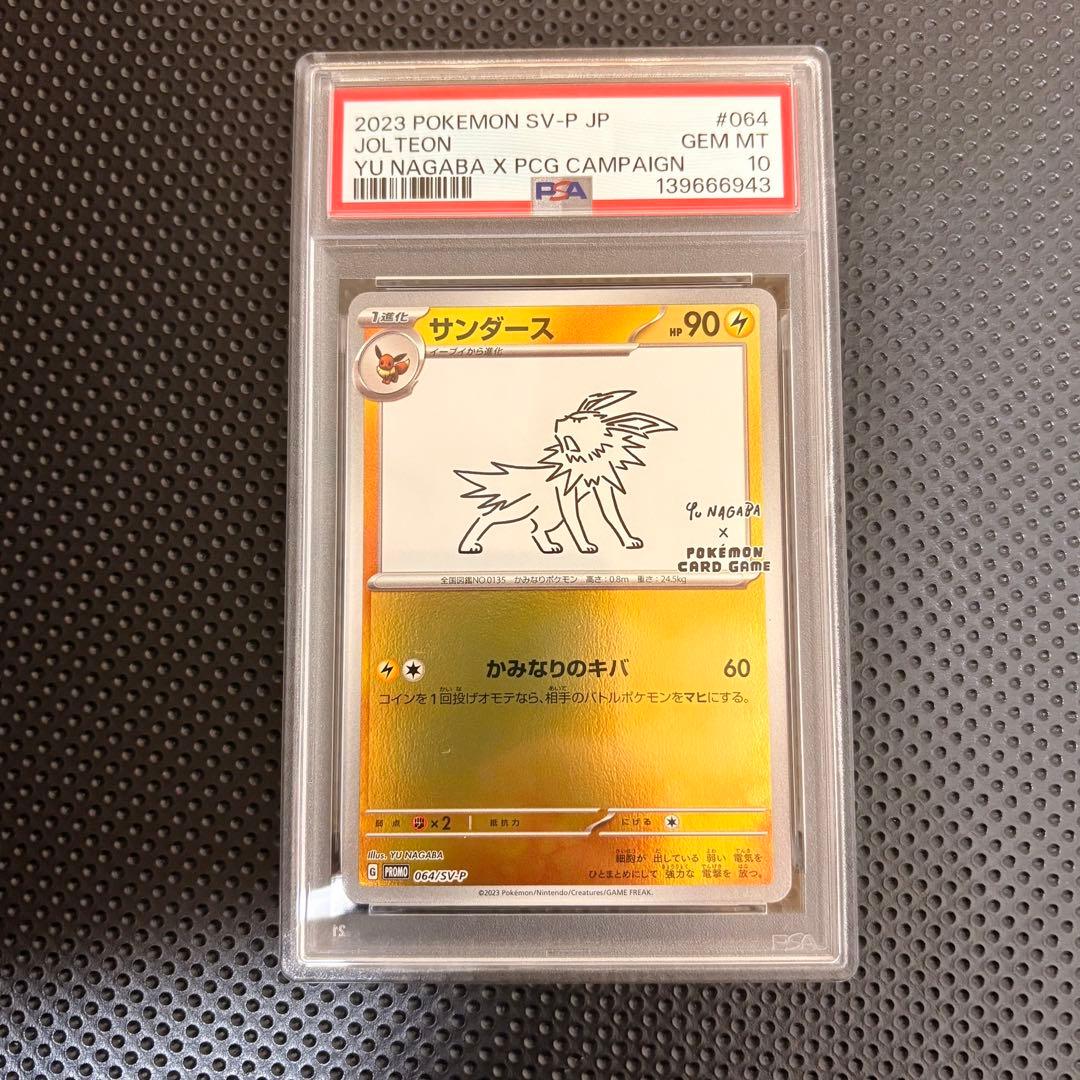 2023 POKEMON SV-P JP #064
JOLTEON GEM MT
YU NAGABA X PCG CAMPAIGN 10
PSA 139666943
1進化 サンダース HP 90
イーブイから進化
YU NAGABA
X
POKÉMON
CARD GAME
全国図鑑NO.0135 かみなりポケモン 高さ:0.8m 重さ:24.5kg
かみなりのキバ 60
コインを1回投げオモテなら、相手のバトルポケモンをマヒにする。
弱点 ×2 抵抗力 にげる
Illus. YU NAGABA
細胞が 出している 弱い 電気を
G PROMO 064/SV-P ひとまとめにして 強力な 電撃を 放つ。
©2023 Pokémon/Nintendo/Creatures/GAME FREAK.
PSA